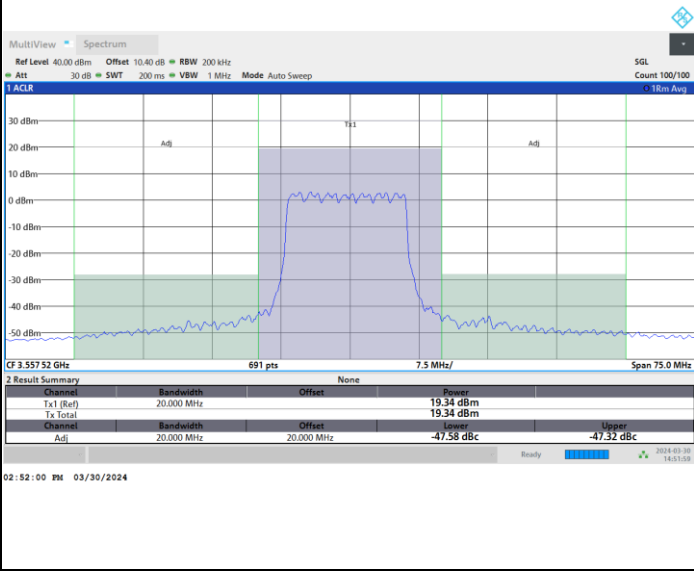 MultiView Spectrum
Ref Level 40.00 dBm Offset 10.40 dB RBW 200 kHz SGL
Att 30 dB SWT 200 ms VBW 1 MHz Mode Auto Sweep Count 100/100
1 ACLR 1Rm Avg
Tx1
30 dBm
Adj Adj
20 dBm
10 dBm
0 dBm
-10 dBm
-20 dBm
-30 dBm
-40 dBm
-50 dBm
CF 3.557 52 GHz 691 pts 7.5 MHz/ Span 75.0 MHz
2 Result Summary None
Channel Bandwidth Offset Power
Tx1 (Ref) 20.000 MHz 19.34 dBm
Tx Total 19.34 dBm
Channel Bandwidth Offset Lower Upper
Adj 20.000 MHz 20.000 MHz -47.58 dBc -47.32 dBc
Ready 2024-03-30
14:51:59
02:52:00 PM 03/30/2024